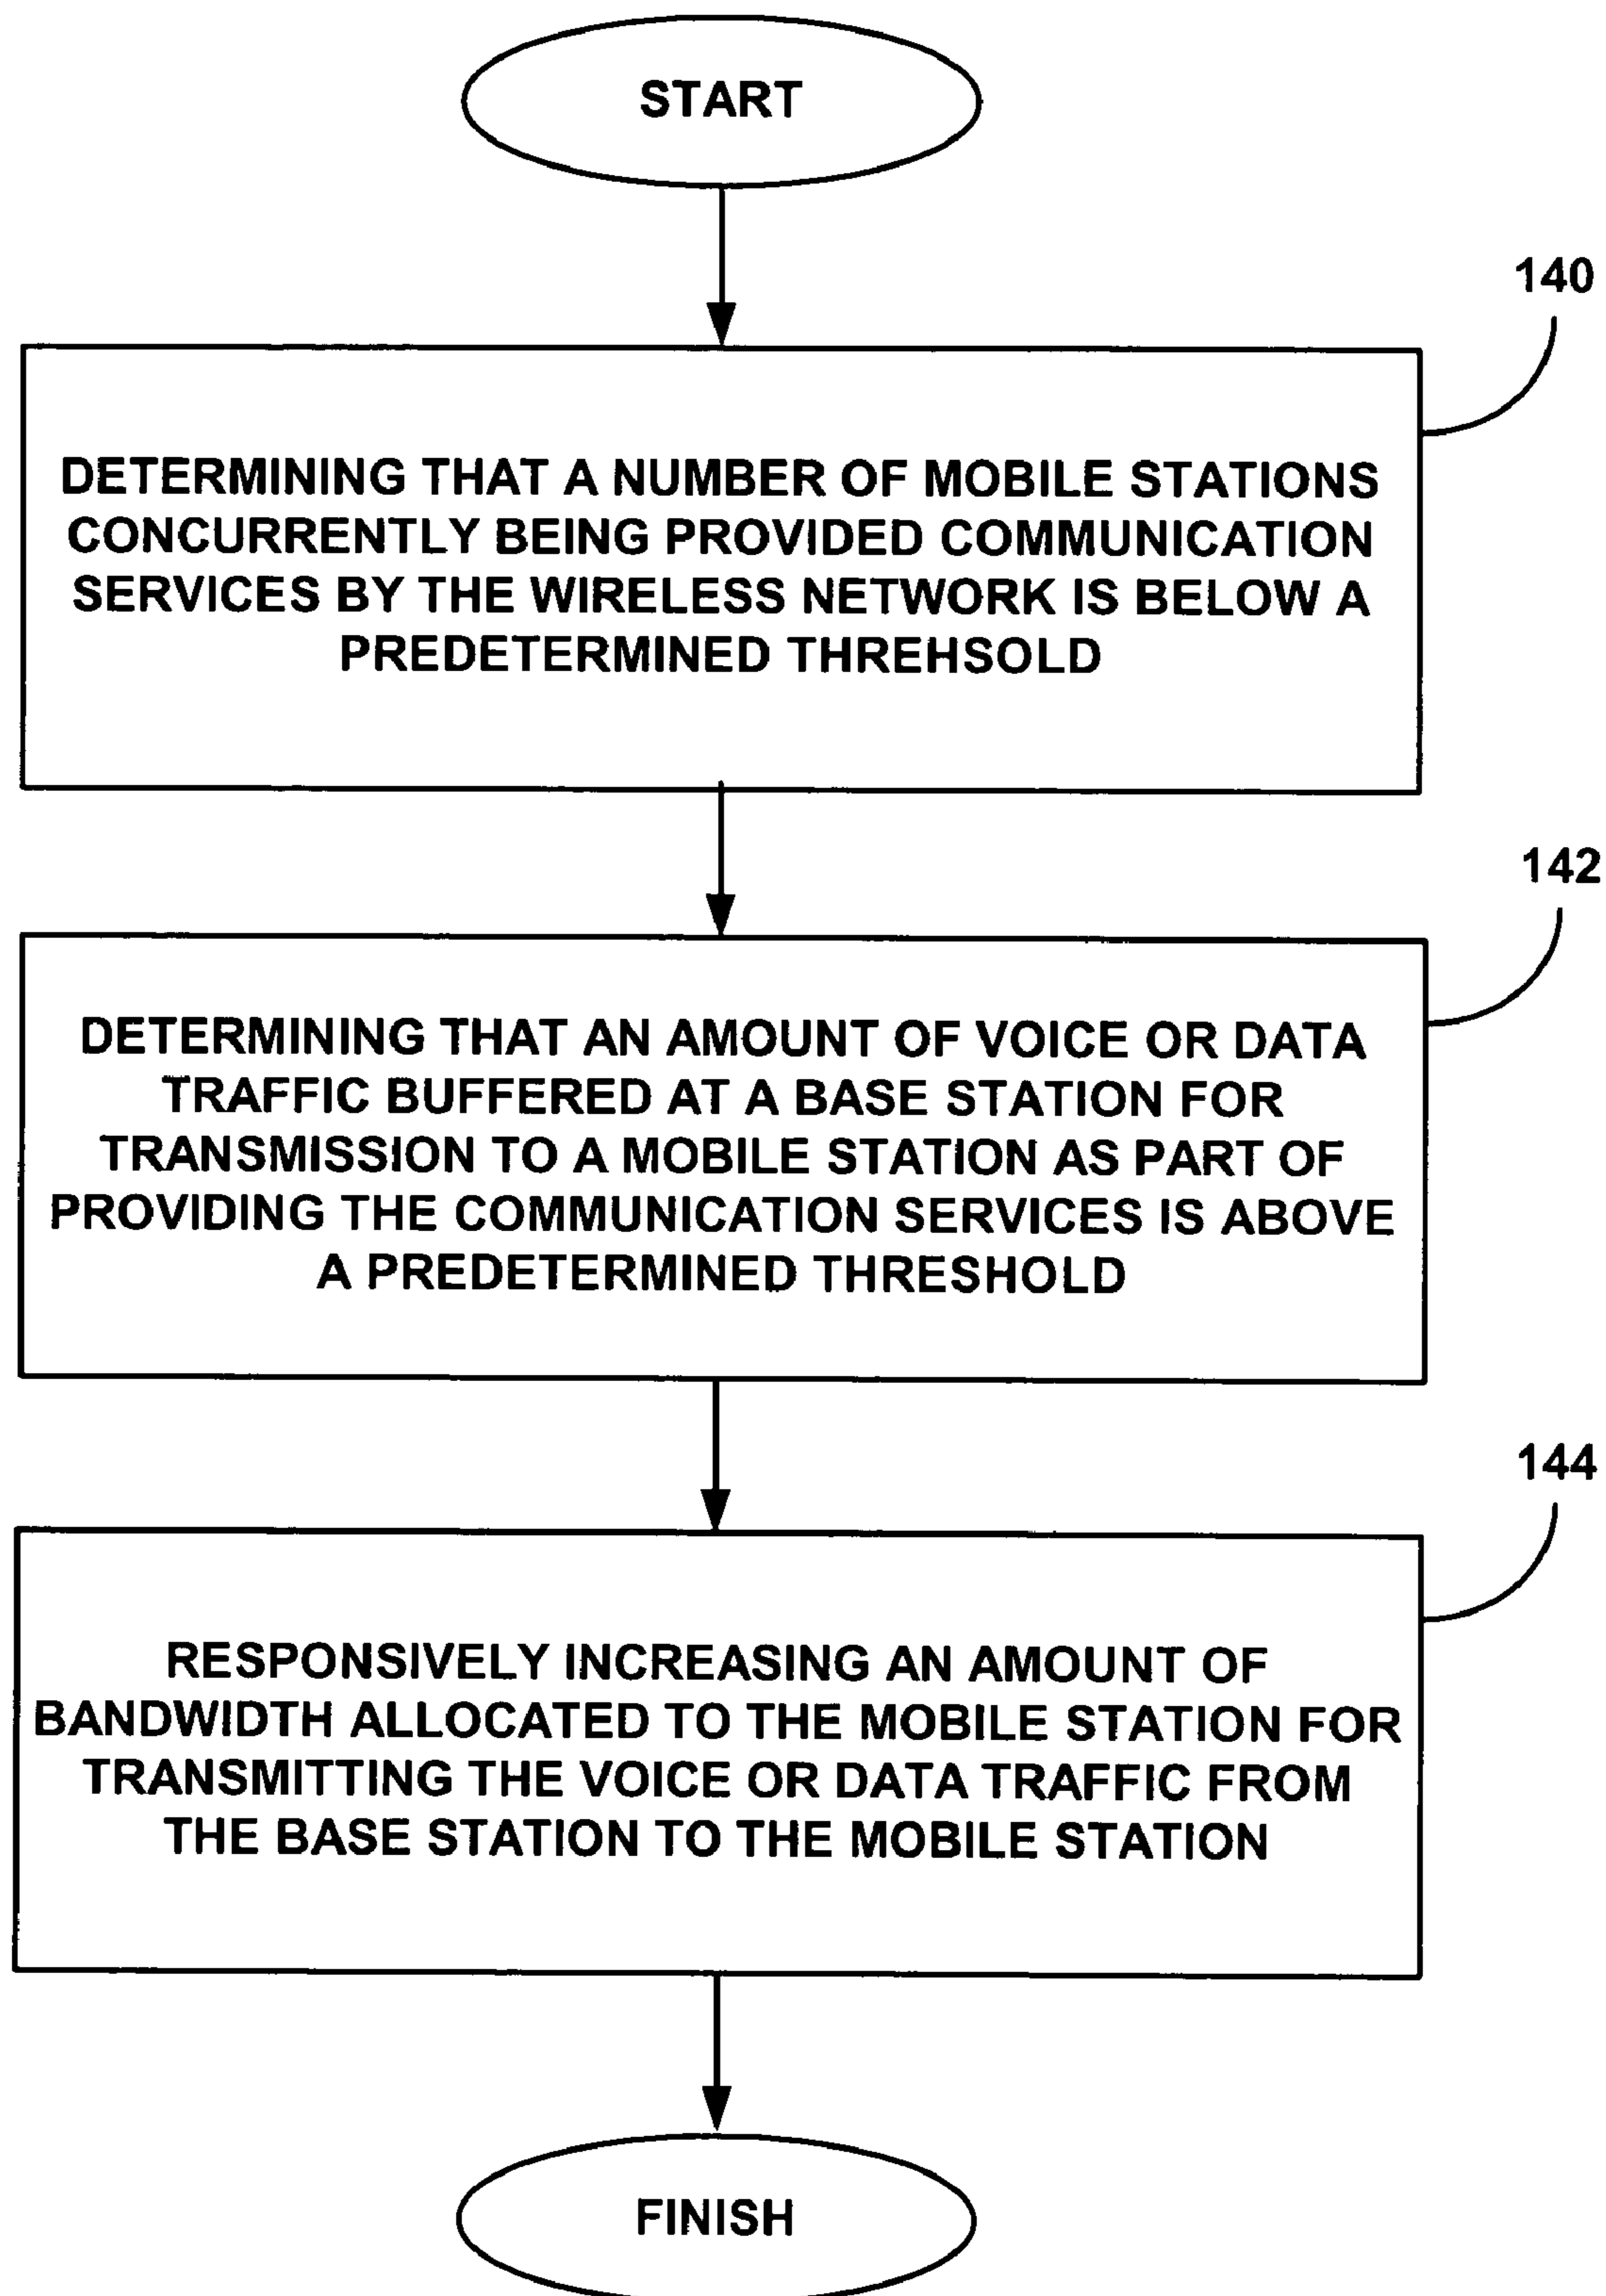 START
140
DETERMINING THAT A NUMBER OF MOBILE STATIONS
CONCURRENTLY BEING PROVIDED COMMUNICATION
SERVICES BY THE WIRELESS NETWORK IS BELOW A
PREDETERMINED THREHSOLD
142
DETERMINING THAT AN AMOUNT OF VOICE OR DATA
TRAFFIC BUFFERED AT A BASE STATION FOR
TRANSMISSION TO A MOBILE STATION AS PART OF
PROVIDING THE COMMUNICATION SERVICES IS ABOVE
A PREDETERMINED THRESHOLD
144
RESPONSIVELY INCREASING AN AMOUNT OF
BANDWIDTH ALLOCATED TO THE MOBILE STATION FOR
TRANSMITTING THE VOICE OR DATA TRAFFIC FROM
THE BASE STATION TO THE MOBILE STATION
FINISH